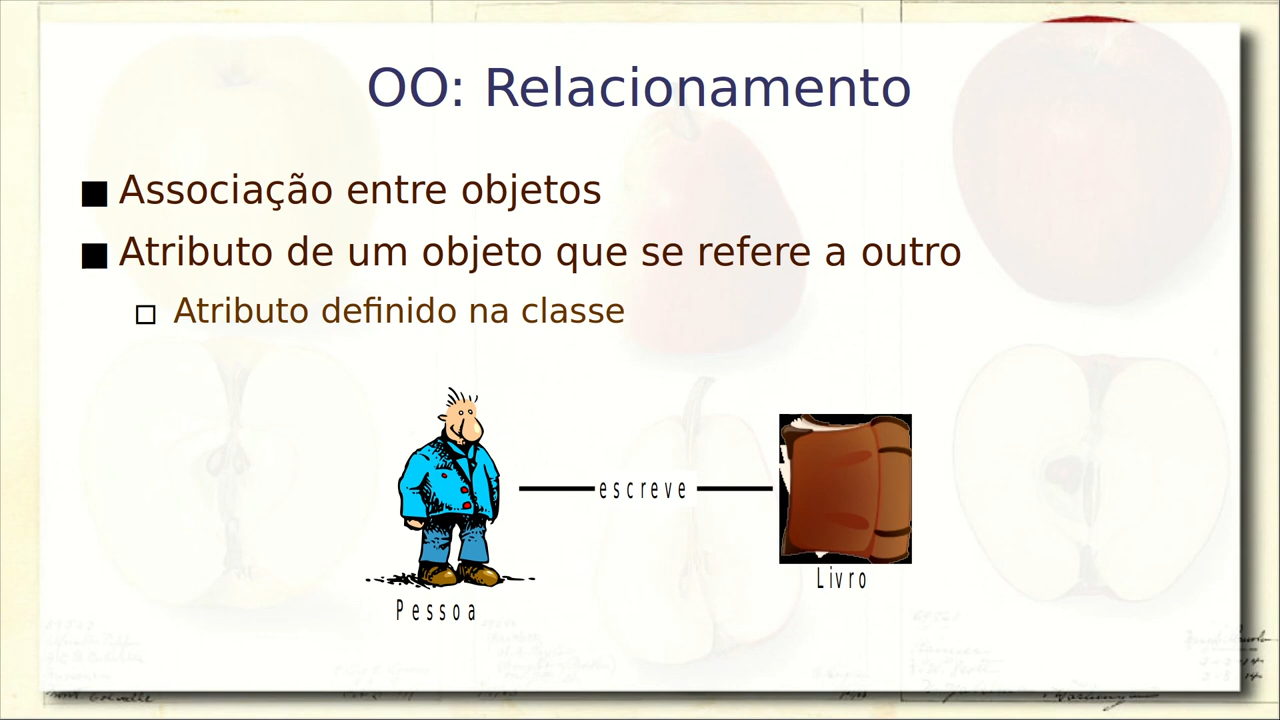 OO: Relacionamento
Associação entre objetos
Atributo de um objeto que se refere a outro
Atributo definido na classe
escreve
Livro
Pessoa